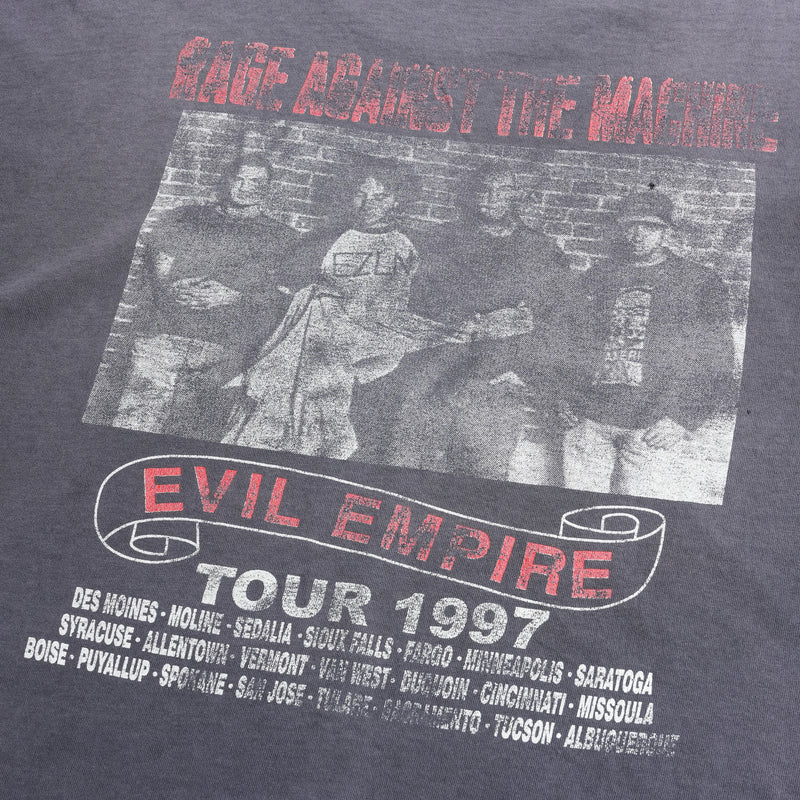 RAGE AGAINST THE MACHINE
EZLN
EVIL EMPIRE
TOUR 1997
DES MOINES · MOLINE · SEDALIA · SIOUX FALLS · FARGO · MINNEAPOLIS · SARATOGA
SYRACUSE · ALLENTOWN · VERMONT · VAN WEST · DUQUOIN · CINCINNATI · MISSOULA
BOISE · PUYALLUP · SPOKANE · SAN JOSE · TULARE · SACRAMENTO · TUCSON · ALBUQUERQUE